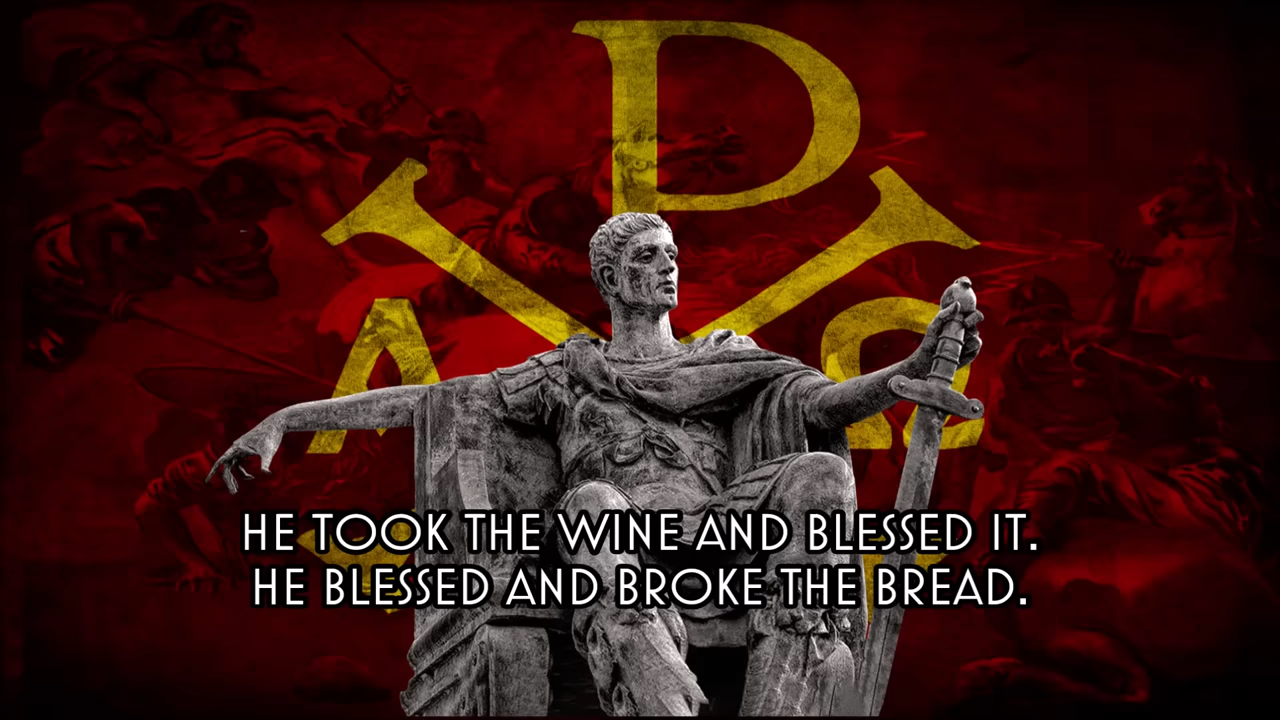 Α Ω
HE TOOK THE WINE AND BLESSED IT.
HE BLESSED AND BROKE THE BREAD.